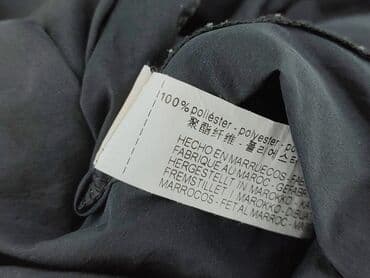 100% poliéster - polyester - po
聚酯纤维 - 폴리에스터
HECHO EN MARRUECOS -
FABRIQUÉ AU MAROC -
HERGESTELLT IN MAROKKO -
FREMSTILLET I MAROKKO -
MARROCOS - FET AL MARROC -